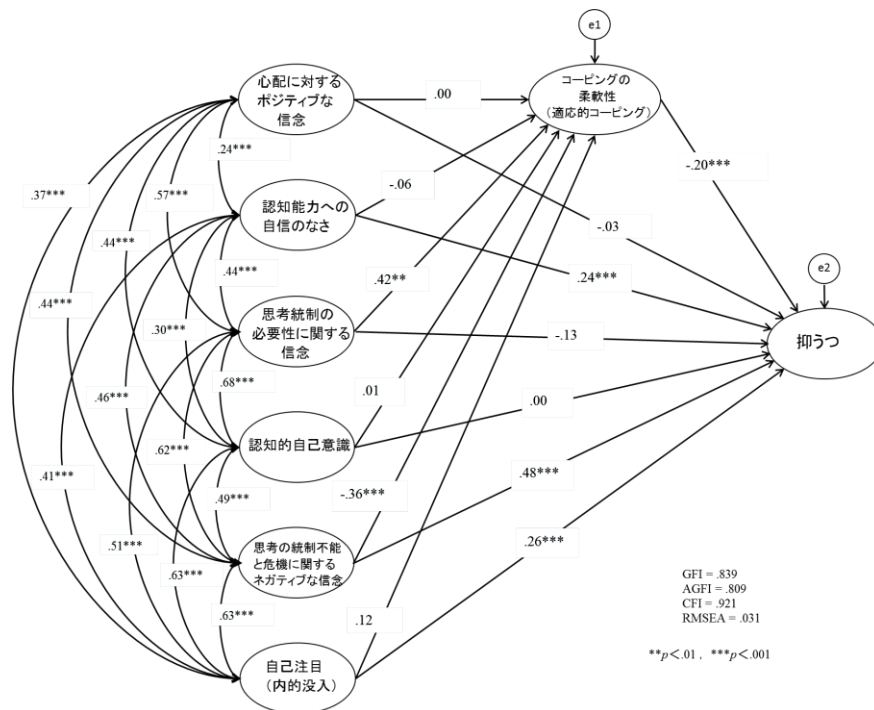 e1
コーピングの
柔軟性
（適応的コーピング）
心配に対する
ポジティブな
信念
.00
.24***
-.20***
.37***
.57***
-.06
認知能力への
自信のなさ
-.03
.44***
.44***
.42**
.24***
e2
.44***
思考統制の
必要性に関する
信念
.30***
-.13
抑うつ
.68***
.46***
.01
.00
認知的自己意識
.62***
.41***
.49***
-.36***
.48***
.51***
思考の統制不能
と危機に関する
ネガティブな信念
.26***
.63***
.63***
.12
自己注目
（内的没入）
GFI = .839
AGFI = .809
CFI = .921
RMSEA = .031
**p＜.01 , ***p＜.001